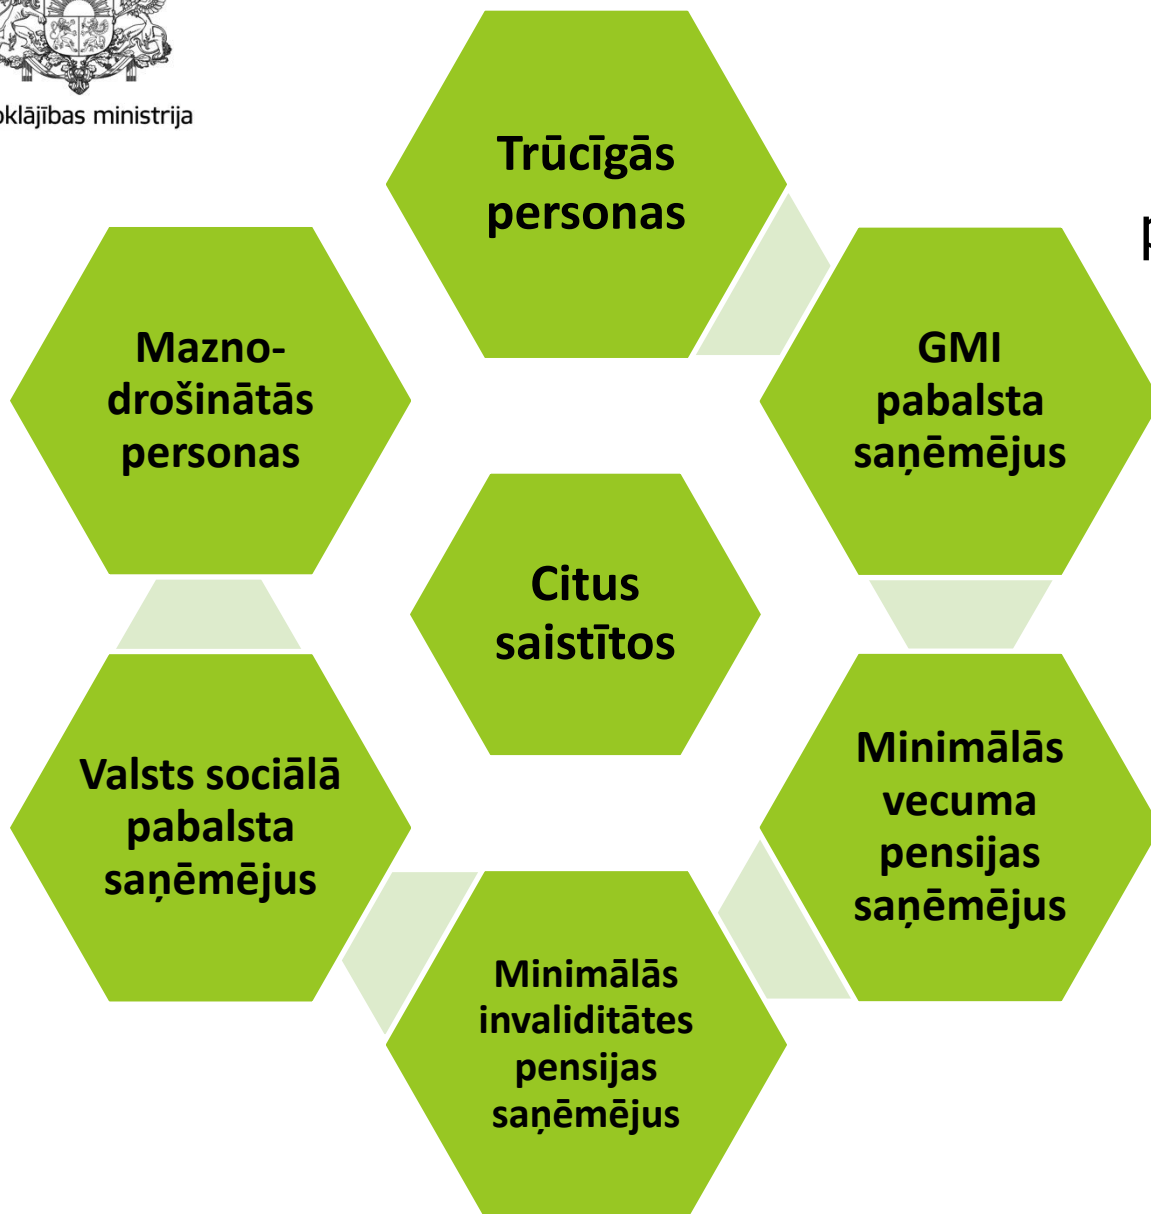 oklājības ministrija
Trūcīgās
personas
Mazno-
drošinātās
personas
GMI
pabalsta
saņēmējus
Citus
saistītos
Valsts sociālā
pabalsta
saņēmējus
Minimālās
vecuma
pensijas
saņēmējus
Minimālās
invaliditātes
pensijas
saņēmējus